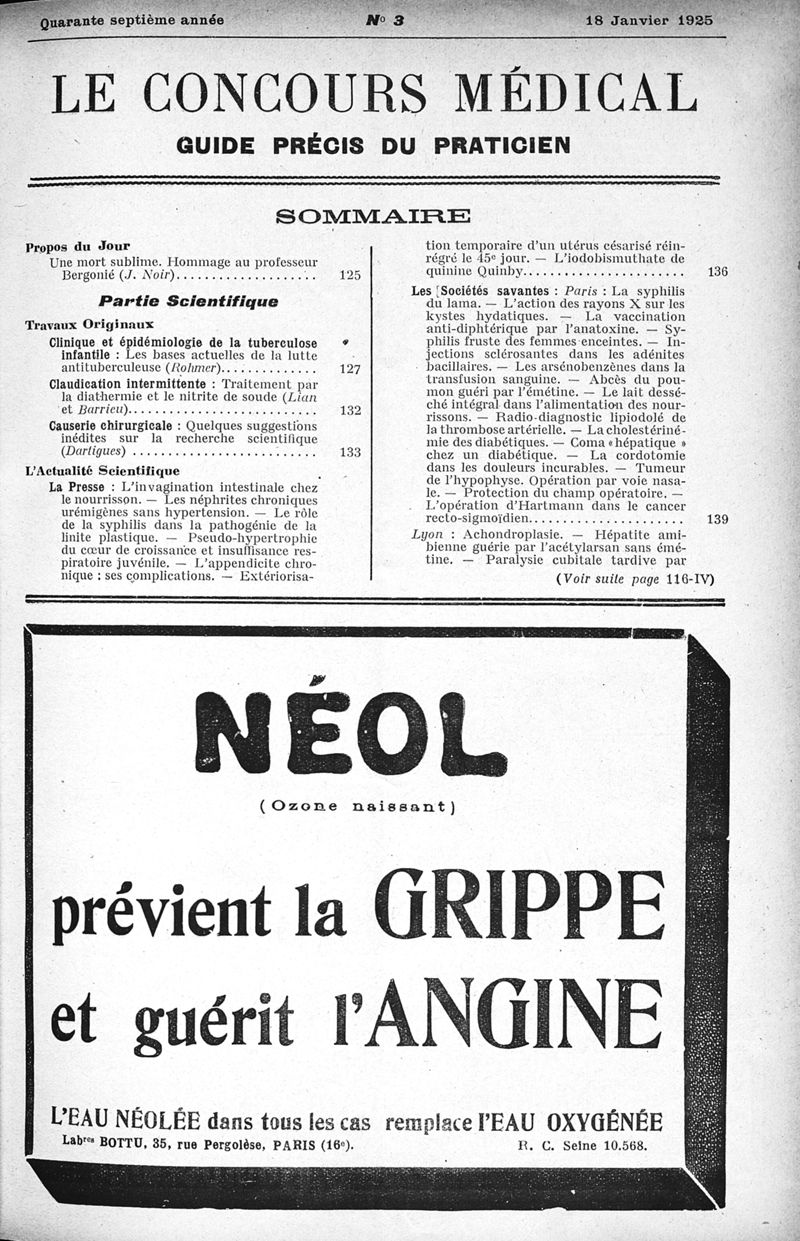 Quarante septième année
N° 3
18 Janvier 1925
LE CONCOURS MÉDICAL
GUIDE PRÉCIS DU PRATICIEN
SOMMAIRE
Propos du Jour
Une mort sublime. Hommage au professeur
Bergonié (J. Noir).................... 125
Partie Scientifique
Travaux Originaux
Clinique et épidémiologie de la tuberculose
infantile : Les bases actuelles de la lutte
antituberculeuse (Rohmer).............. 127
Claudication intermittente : Traitement par
la diathermie et le nitrite de soude (Lian
et Barrieu)........................... 132
Causerie chirurgicale : Quelques suggestions
inédites sur la recherche scientifique
(Dartigues) .......................... 133
L'Actualité Scientifique
La Presse : L'invagination intestinale chez
le nourrisson. — Les néphrites chroniques
urémigènes sans hypertension. — Le rôle
de la syphilis dans la pathogénie de la
linite plastique. — Pseudo-hypertrophie
du cœur de croissance et insuffisance res-
piratoire juvénile. — L'appendicite chro-
nique ; ses complications. — Extériorisa-
tion temporaire d'un utérus césarisé réin-
régré le 45e jour. — L'iodobismuthate de
quinine Quinby....................... 136
Les [Sociétés savantes : Paris : La syphilis
du lama. — L'action des rayons X sur les
kystes hydatiques. — La vaccination
anti-diphtérique par l'anatoxine. — Sy-
philis fruste des femmes enceintes. — In-
jections sclérosantes dans les adénites
bacillaires. — Les arsénobenzènes dans la
transfusion sanguine. — Abcès du pou-
mon guéri par l'émétine. — Le lait dessé-
ché intégral dans l'alimentation des nour-
rissons. — Radio-diagnostic lipiodolé de
la thrombose artérielle. — La cholestériné-
mie des diabétiques. — Coma « hépatique »
chez un diabétique. — La cordotomie
dans les douleurs incurables. — Tumeur
de l'hypophyse. Opération par voie nasa-
le. — Protection du champ opératoire. —
L'opération d'Hartmann dans le cancer
recto-sigmoïdien...................... 139
Lyon : Achondroplasie. — Hépatite ami-
bienne guérie par l'acétylarsan sans émé-
tine. — Paralysie cubitale tardive par
(Voir suite page 116-IV)
NÉOL
(Ozone naissant)
prévient la GRIPPE
et guérit l'ANGINE
L'EAU NÉOLÉE dans tous les cas remplace l'EAU OXYGÉNÉE
Labres BOTTU, 35, rue Pergolèse, PARIS (16e). R. C. Seine 10.568.